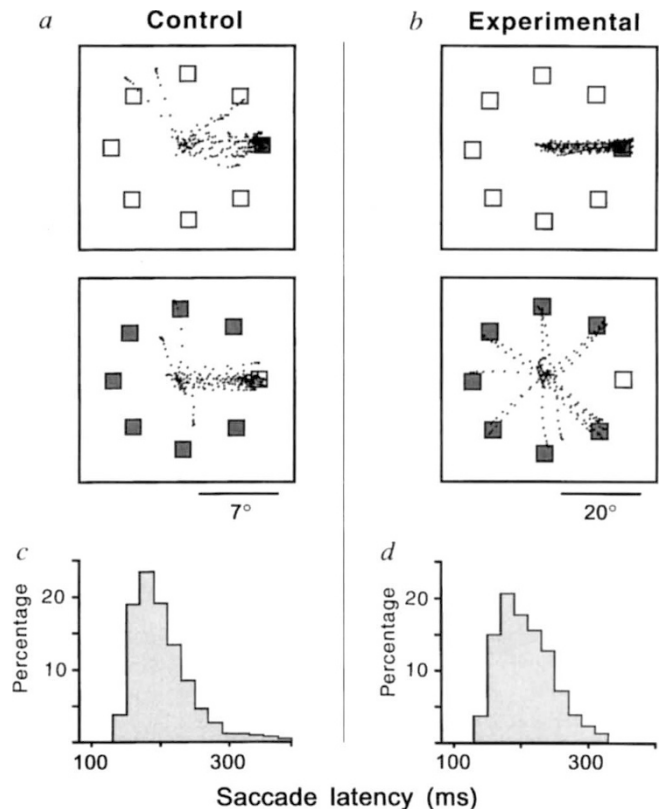 a Control
b Experimental
7°
20°
c
Percentage
20
10
100 300
d
Percentage
20
10
100 300
Saccade latency (ms)